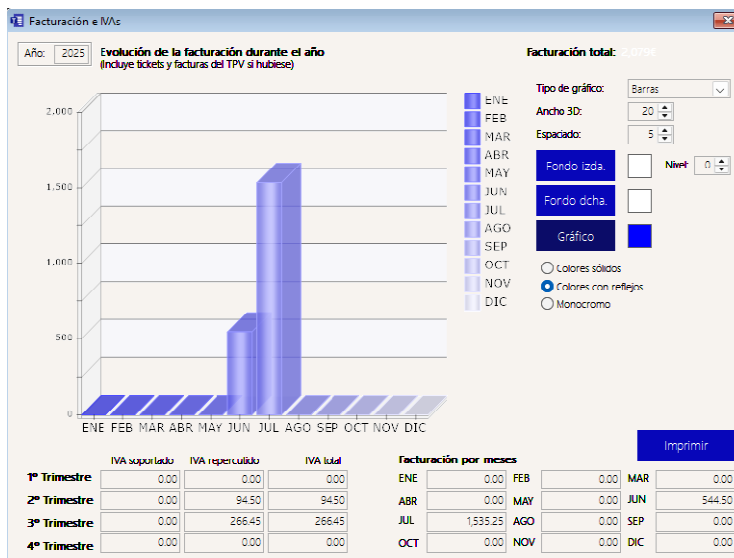 Facturación e IVAs
Año: 2025
Evolución de la facturación durante el año
(Incluye tickets y facturas del TPV si hubiese)
Facturación total: 2,079€
Tipo de gráfico: Barras
Ancho 3D: 20
Espaciado: 5
Fondo izda. Nivel: 0
Fondo dcha.
Gráfico
Colores sólidos
Colores con reflejos
Monocromo
2.000
1.500
1.000
500
0
ENE FEB MAR ABR MAY JUN JUL AGO SEP OCT NOV DIC
ENE
FEB
MAR
ABR
MAY
JUN
JUL
AGO
SEP
OCT
NOV
DIC
Imprimir
IVA soportado IVA repercutido IVA total
1º Trimestre 0.00 0.00 0.00
2º Trimestre 0.00 94.50 94.50
3º Trimestre 0.00 266.45 266.45
4º Trimestre 0.00 0.00 0.00
Facturación por meses
ENE 0.00 FEB 0.00 MAR 0.00
ABR 0.00 MAY 0.00 JUN 544.50
JUL 1,535.25 AGO 0.00 SEP 0.00
OCT 0.00 NOV 0.00 DIC 0.00